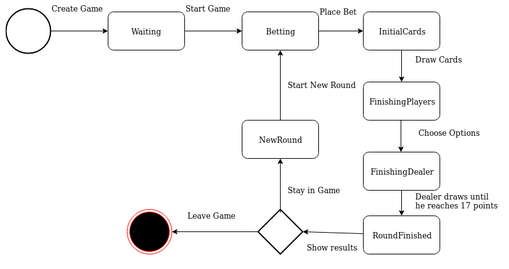 Create Game
Start Game
Place Bet
Waiting
Betting
InitialCards
Draw Cards
Start New Round
FinishingPlayers
Choose Options
NewRound
FinishingDealer
Stay in Game
Dealer draws until
he reaches 17 points
Leave Game
RoundFinished
Show results